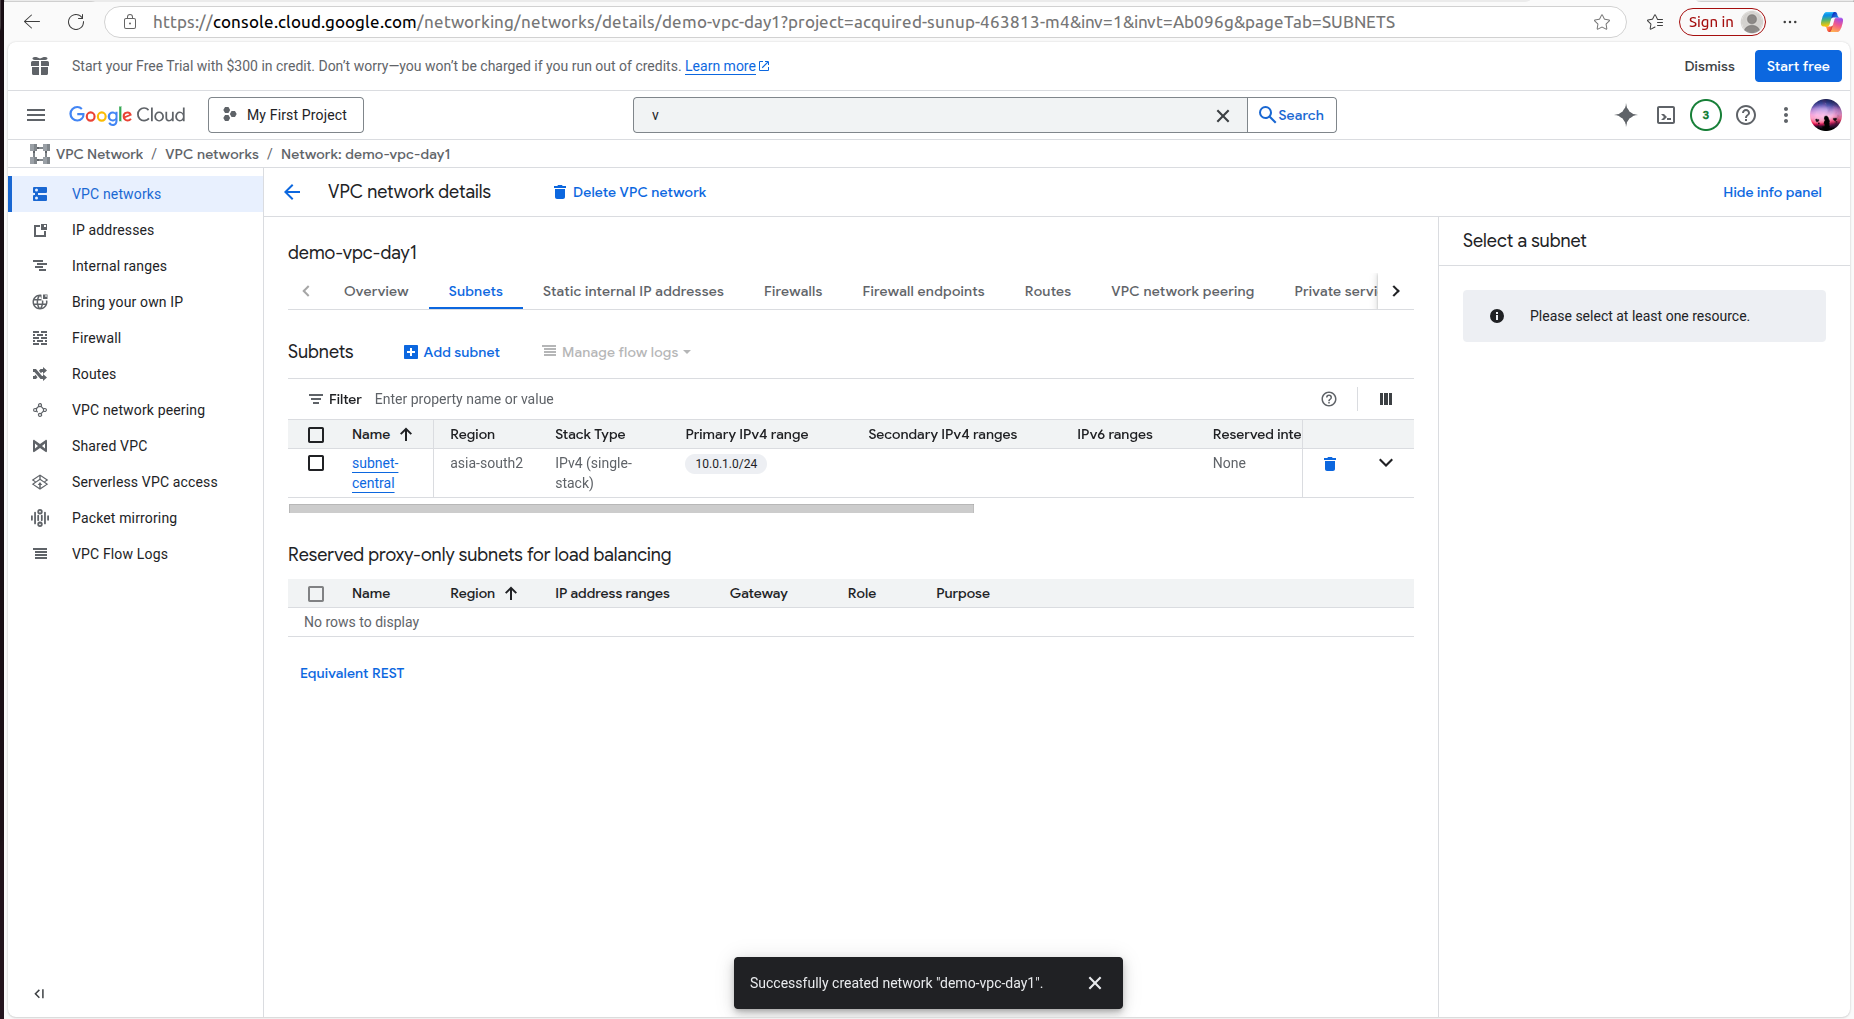 https://console.cloud.google.com/networking/networks/details/demo-vpc-day1?project=acquired-sunup-463813-m4&inv=1&invt=Ab096g&pageTab=SUBNETS
Sign in
Start your Free Trial with $300 in credit. Don’t worry—you won’t be charged if you run out of credits. Learn more
Dismiss
Start free
Google Cloud
My First Project
v
Search
3
VPC Network / VPC networks / Network: demo-vpc-day1
VPC networks
IP addresses
Internal ranges
Bring your own IP
Firewall
Routes
VPC network peering
Shared VPC
Serverless VPC access
Packet mirroring
VPC Flow Logs
VPC network details
Delete VPC network
Hide info panel
demo-vpc-day1
Overview
Subnets
Static internal IP addresses
Firewalls
Firewall endpoints
Routes
VPC network peering
Private servi
Subnets
Add subnet
Manage flow logs
Filter Enter property name or value
Name Region Stack Type Primary IPv4 range Secondary IPv4 ranges IPv6 ranges Reserved inte
subnet- asia-south2 IPv4 (single- 10.0.1.0/24 None
central stack)
Reserved proxy-only subnets for load balancing
Name Region IP address ranges Gateway Role Purpose
No rows to display
Equivalent REST
Select a subnet
Please select at least one resource.
Successfully created network "demo-vpc-day1".